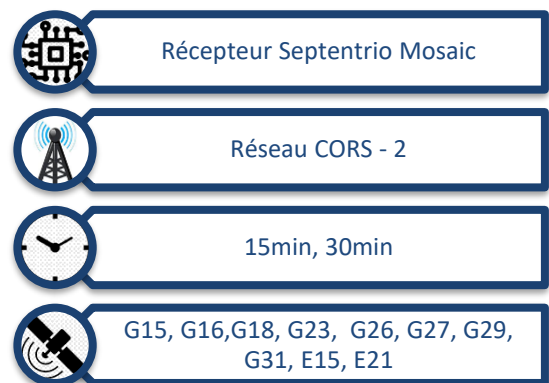 Récepteur Septentrio Mosaic
Réseau CORS - 2
15min, 30min
G15, G16,G18, G23, G26, G27, G29,
G31, E15, E21